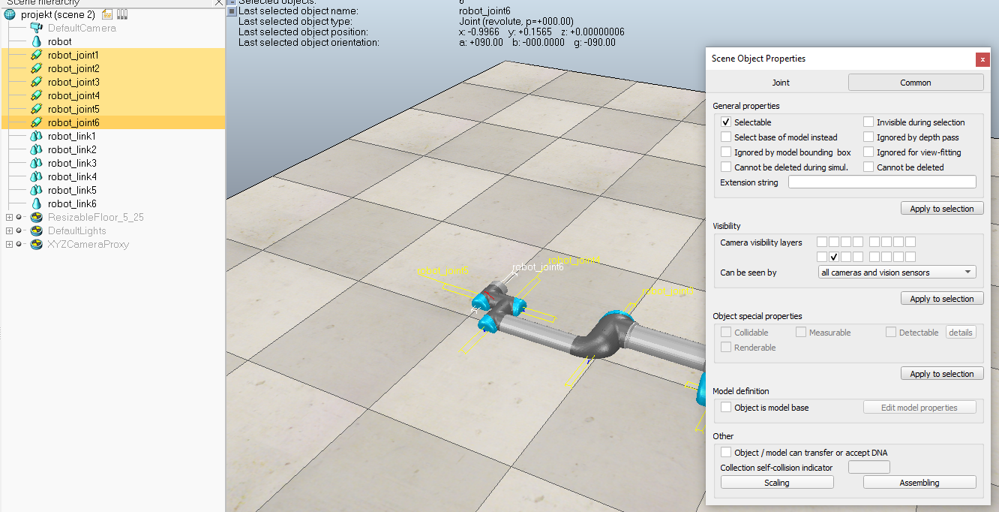 Scene hierarchy
projekt (scene 2)
DefaultCamera
robot
robot_joint1
robot_joint2
robot_joint3
robot_joint4
robot_joint5
robot_joint6
robot_link1
robot_link2
robot_link3
robot_link4
robot_link5
robot_link6
ResizableFloor_5_25
DefaultLights
XYZCameraProxy
Selected objects: 6
Last selected object name: robot_joint6
Last selected object type: Joint (revolute, p=+000.00)
Last selected object position: x: -0.9966 y: +0.1565 z: +0.00000006
Last selected object orientation: a: +090.00 b: -000.0000 g: -090.00
robot_joint5
robot_joint6
robot_joint4
Scene Object Properties
Joint Common
General properties
Selectable Invisible during selection
Select base of model instead Ignored by depth pass
Ignored by model bounding box Ignored for view-fitting
Cannot be deleted during simul. Cannot be deleted
Extension string
Apply to selection
Visibility
Camera visibility layers
Can be seen by all cameras and vision sensors
Apply to selection
Object special properties
Collidable Measurable Detectable details
Renderable
Apply to selection
Model definition
Object is model base Edit model properties
Other
Object / model can transfer or accept DNA
Collection self-collision indicator
Scaling Assembling